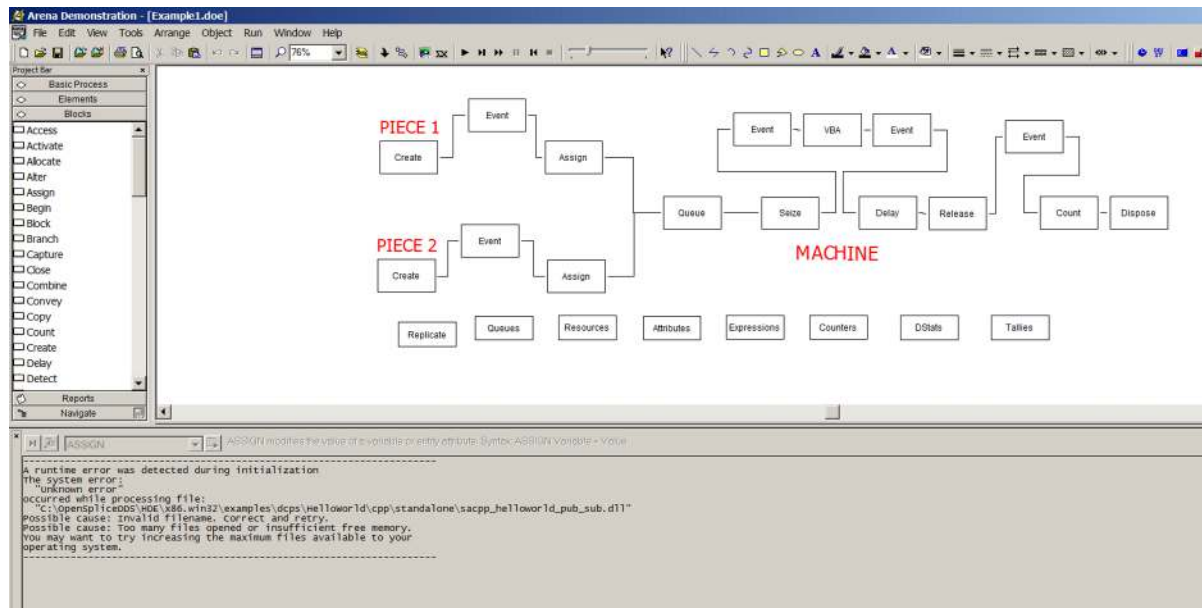 Arena Demonstration - [Example1.doe]
File Edit View Tools Arrange Object Run Window Help
76%
Project Bar
Basic Process
Elements
Blocks
Access
Activate
Allocate
Alter
Assign
Begin
Block
Branch
Capture
Close
Combine
Convey
Copy
Count
Create
Delay
Detect
Reports
Navigate
PIECE 1
Create
Event
Assign
PIECE 2
Create
Event
Assign
Queue
Seize
Event
VBA
Event
Delay
Release
MACHINE
Event
Count
Dispose
Replicate
Queues
Resources
Attributes
Expressions
Counters
DStats
Tallies
ASSIGN
ASSIGN modifies the value of a variable or entity attribute. Syntax: ASSIGN Variable = Value
A runtime error was detected during initialization
The system error:
"Unknown error"
occurred while processing file:
"C:\OpenSpliceDDS\HDE\x86.win32\examples\dcps\HelloWorld\cpp\standalone\sacpp_helloworld_pub_sub.dll"
Possible cause: Invalid filename. Correct and retry.
Possible cause: Too many files opened or insufficient free memory.
You may want to try increasing the maximum files available to your
operating system.